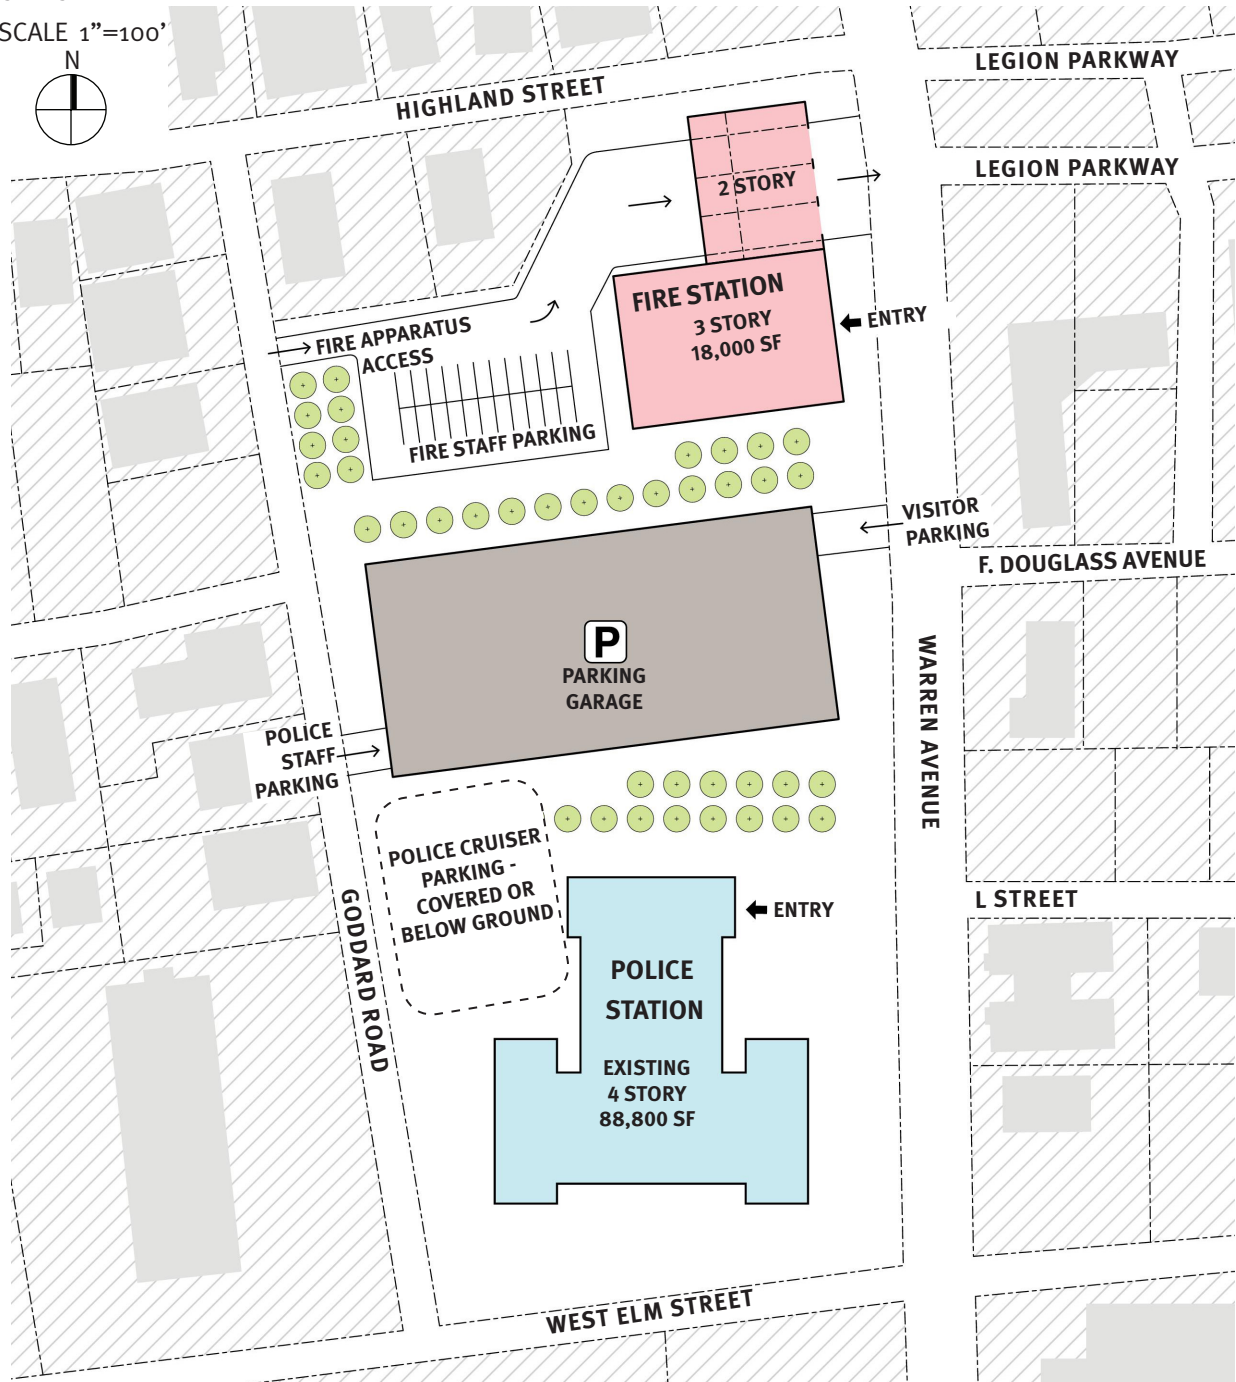 SCALE 1”=100’
N
LEGION PARKWAY
HIGHLAND STREET
LEGION PARKWAY
2 STORY
FIRE STATION
3 STORY
18,000 SF
ENTRY
FIRE APPARATUS
ACCESS
FIRE STAFF PARKING
VISITOR
PARKING
F. DOUGLASS AVENUE
P
PARKING
GARAGE
WARREN AVENUE
POLICE
STAFF
PARKING
POLICE CRUISER
PARKING -
COVERED OR
BELOW GROUND
GODDARD ROAD
ENTRY
L STREET
POLICE
STATION
EXISTING
4 STORY
88,800 SF
WEST ELM STREET